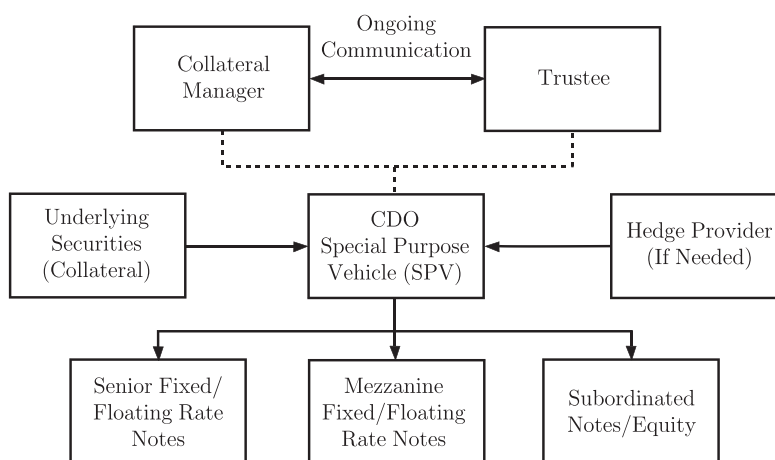 Ongoing
Communication
Collateral
Manager
Trustee
Underlying
Securities
(Collateral)
CDO
Special Purpose
Vehicle (SPV)
Hedge Provider
(If Needed)
Senior Fixed/
Floating Rate
Notes
Mezzanine
Fixed/Floating
Rate Notes
Subordinated
Notes/Equity